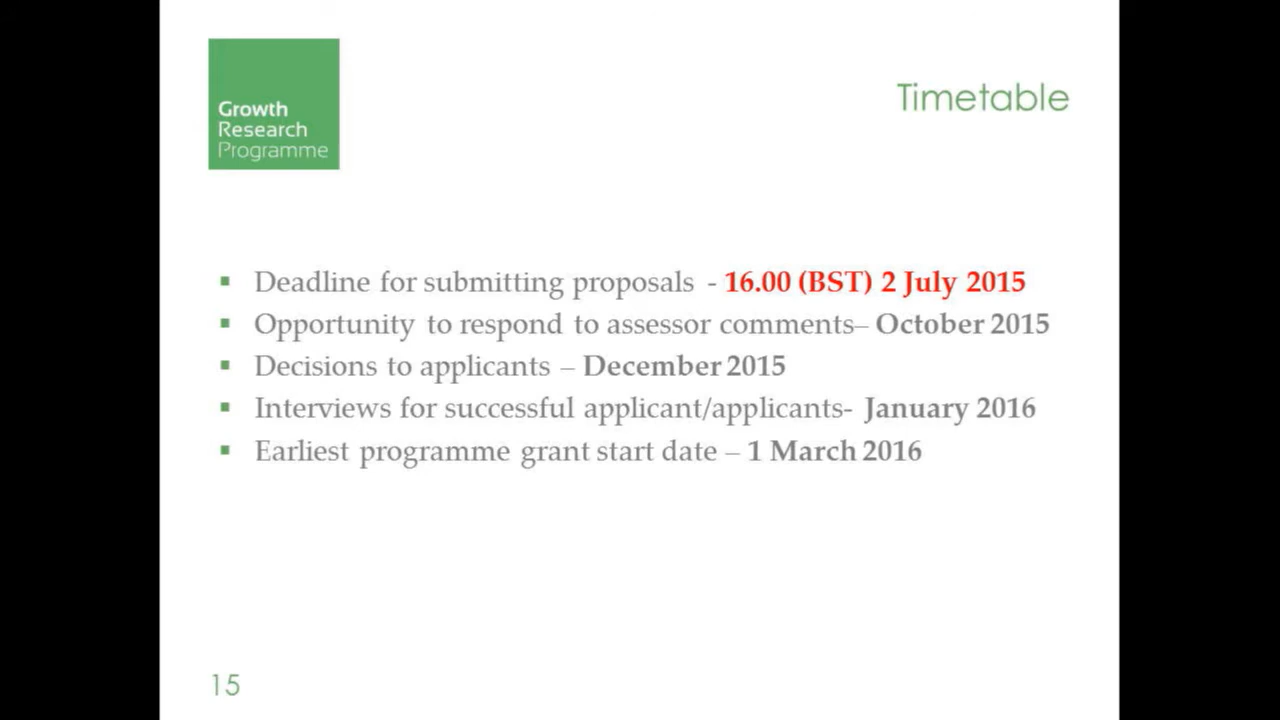 Growth
Research
Programme
Timetable
▪ Deadline for submitting proposals - 16.00 (BST) 2 July 2015
▪ Opportunity to respond to assessor comments– October 2015
▪ Decisions to applicants – December 2015
▪ Interviews for successful applicant/applicants- January 2016
▪ Earliest programme grant start date – 1 March 2016
15